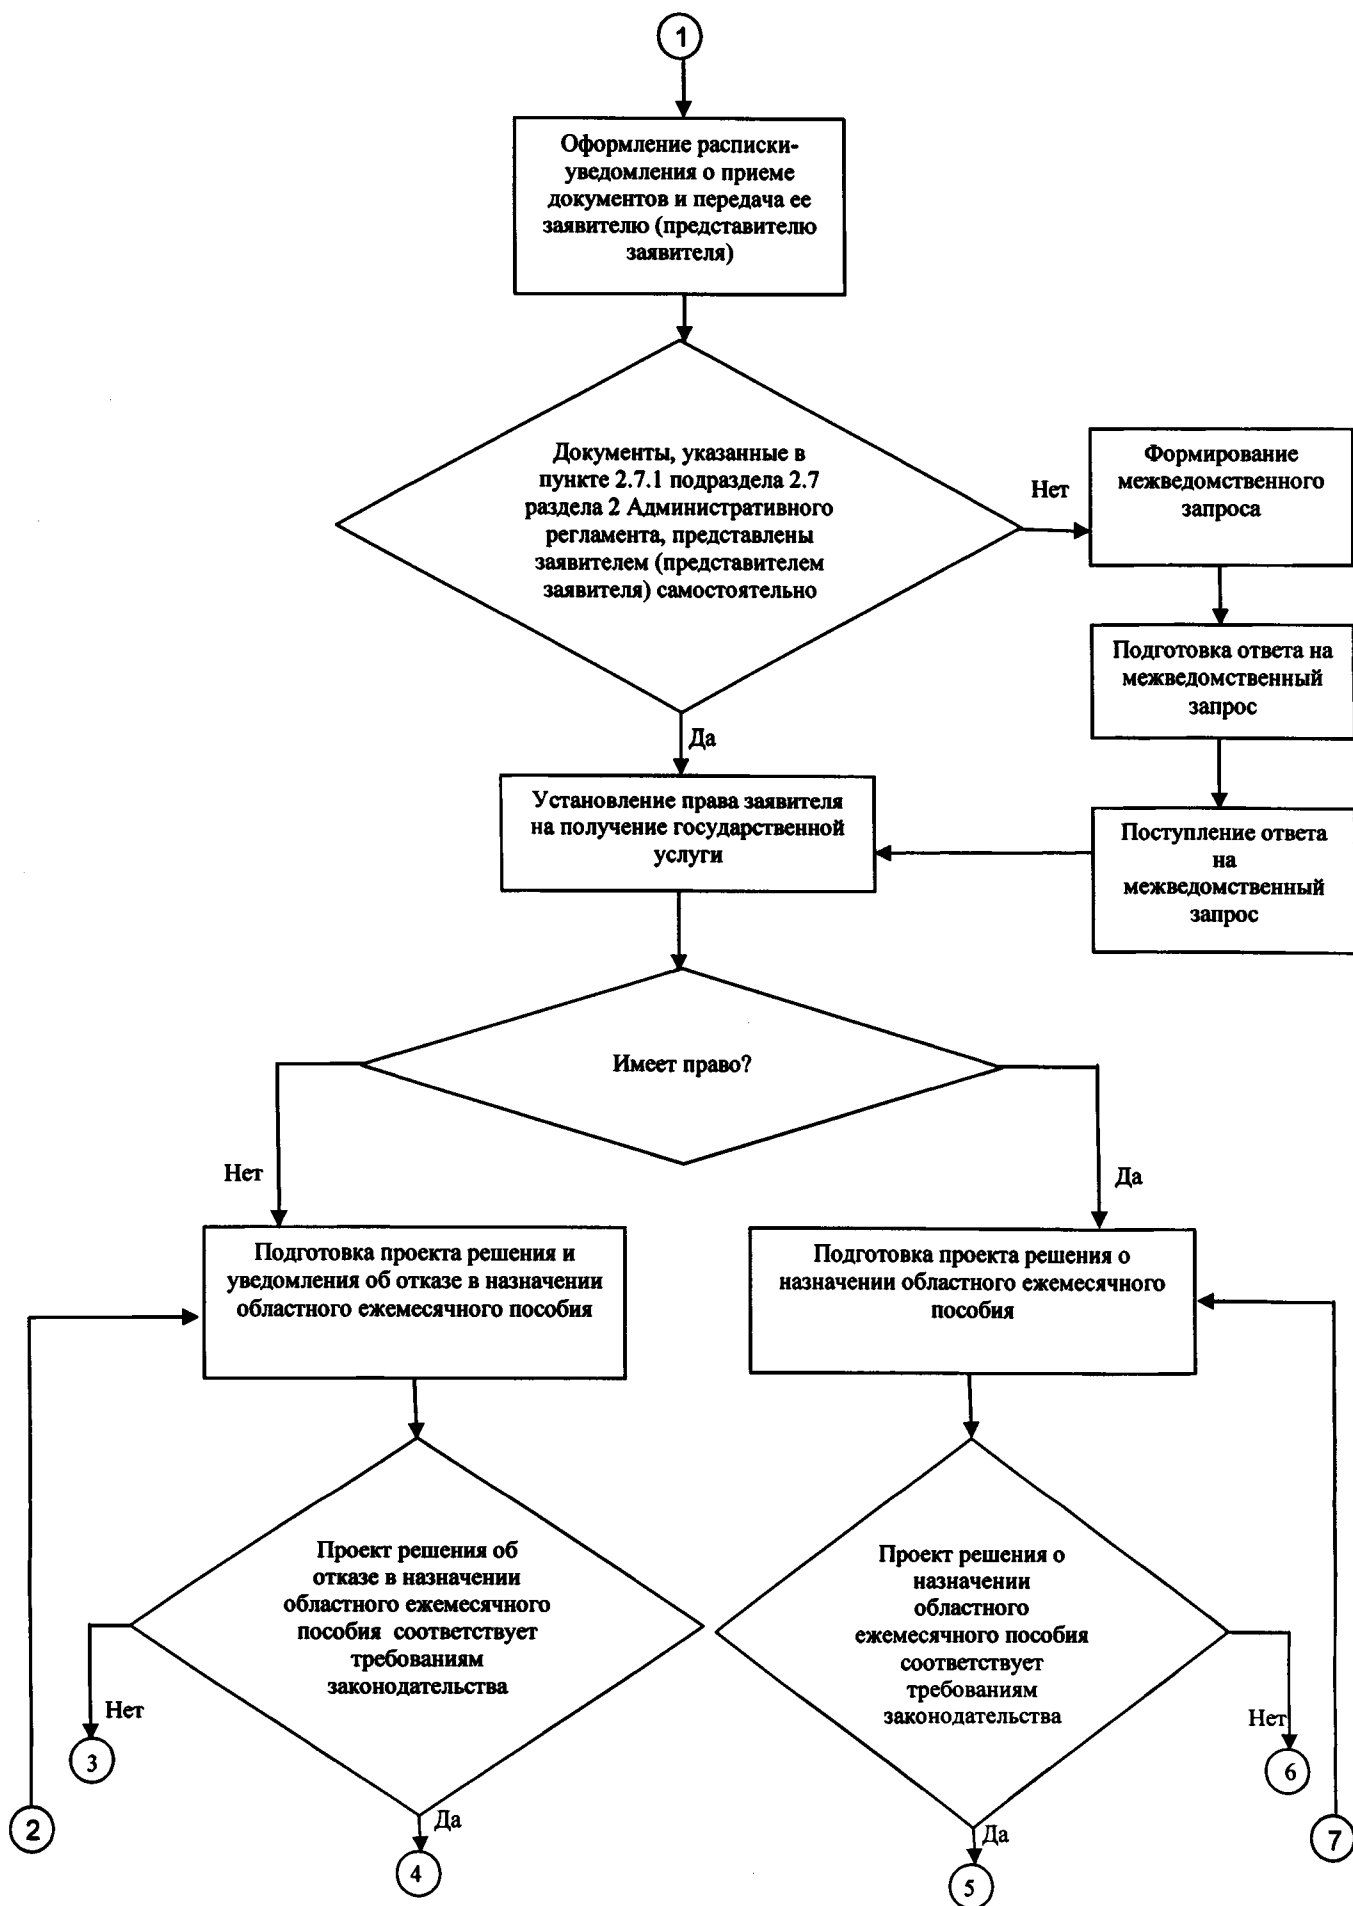 1
Оформление расписки-
уведомления о приеме
документов и передача ее
заявителю (представителю
заявителя)
Документы, указанные в
пункте 2.7.1 подраздела 2.7
раздела 2 Административного
регламента, представлены
заявителем (представителем
заявителя) самостоятельно
Нет
Формирование
межведомственного
запроса
Подготовка ответа на
межведомственный
запрос
Да
Установление права заявителя
на получение государственной
услуги
Поступление ответа
на
межведомственный
запрос
Имеет право?
Нет
Да
Подготовка проекта решения и
уведомления об отказе в назначении
областного ежемесячного пособия
Подготовка проекта решения о
назначении областного ежемесячного
пособия
Проект решения об
отказе в назначении
областного ежемесячного
пособия соответствует
требованиям
законодательства
Проект решения о
назначении
областного
ежемесячного пособия
соответствует
требованиям
законодательства
Нет
Нет
3
6
2
Да
Да
7
4
5